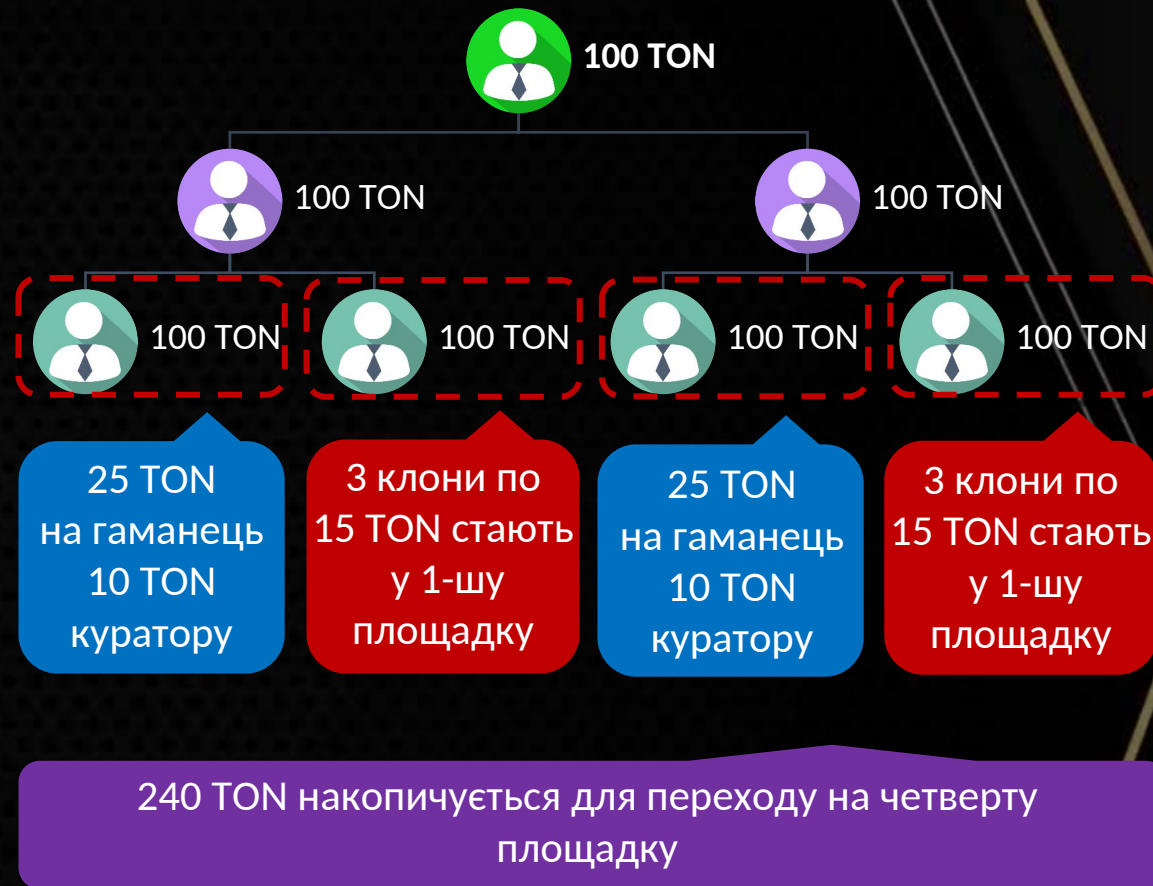 100 TON
100 TON
100 TON
100 TON
100 TON
100 TON
100 TON
25 TON
на гаманець
10 TON
куратору
3 клони по
15 TON стають
у 1-шу
площадку
25 TON
на гаманець
10 TON
куратору
3 клони по
15 TON стають
у 1-шу
площадку
240 TON накопичується для переходу на четверту
площадку